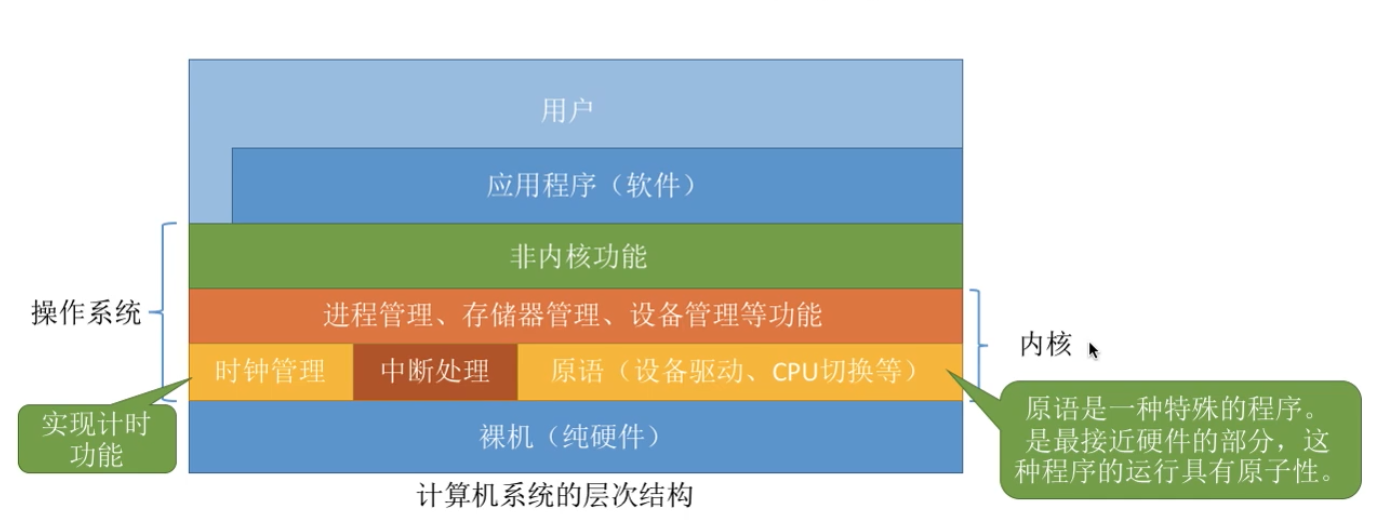 用户
应用程序（软件）
非内核功能
操作系统
进程管理、存储器管理、设备管理等功能
内核
时钟管理
中断处理
原语（设备驱动、CPU切换等）
实现计时
功能
裸机（纯硬件）
原语是一种特殊的程序。
是最接近硬件的部分，这
种程序的运行具有原子性。
计算机系统的层次结构